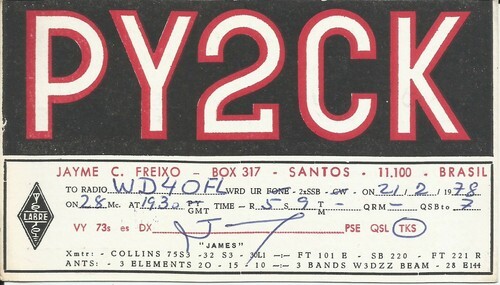 PY2CK
JAYME C. FREIXO - BOX 317 - SANTOS - 11.100 - BRASIL
TO RADIO WD4OFL WRD UR FONE - 2xSSB - CW - ON 21/2/1978
ON 28 Mc. AT 1930 PY GMT TIME - R 5 S 9 T M - QRM - QSB to 7
LABRE
VY 73s es DX PSE QSL TKS
"JAMES"
Xmtr: - COLLINS 75S3 -32 S3 - 30L1 -:- FT 101 E - SB 220 - FT 221 R
ANTS: - 3 ELEMENTS 20 - 15 - 10 -:- 3 BANDS W3DZZ BEAM - 28 E144